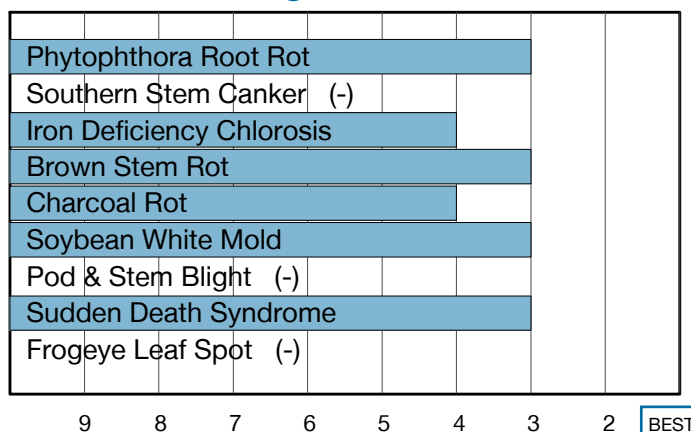 Phytophthora Root Rot
Southern Stem Canker (-)
Iron Deficiency Chlorosis
Brown Stem Rot
Charcoal Rot
Soybean White Mold
Pod & Stem Blight (-)
Sudden Death Syndrome
Frogeye Leaf Spot (-)
9 8 7 6 5 4 3 2 BEST